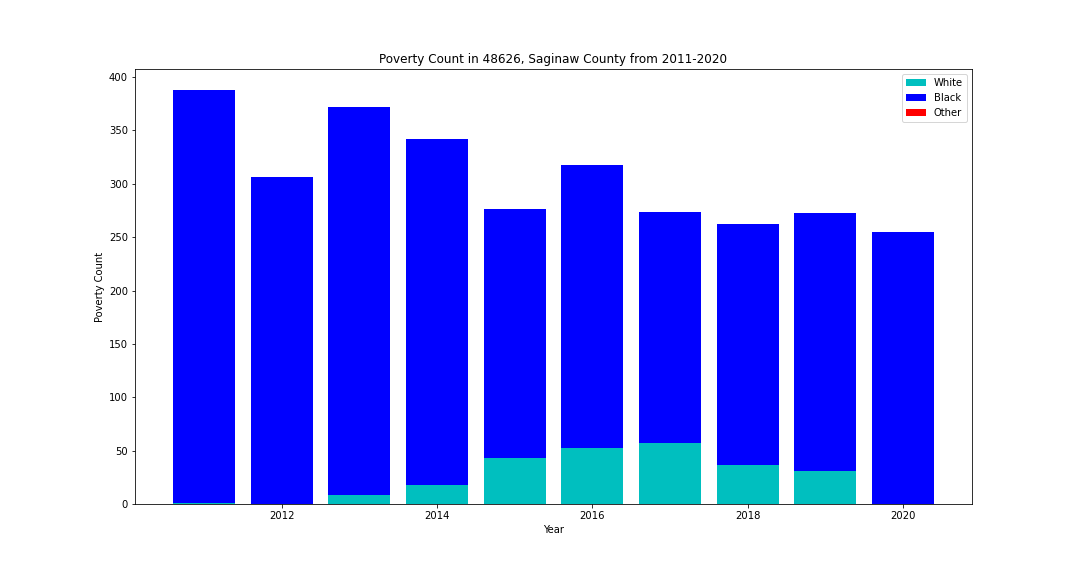 Poverty Count in 48626, Saginaw County from 2011-2020
White
Black
Other
400
350
300
250
200
150
100
50
0
Poverty Count
2012 2014 2016 2018 2020
Year